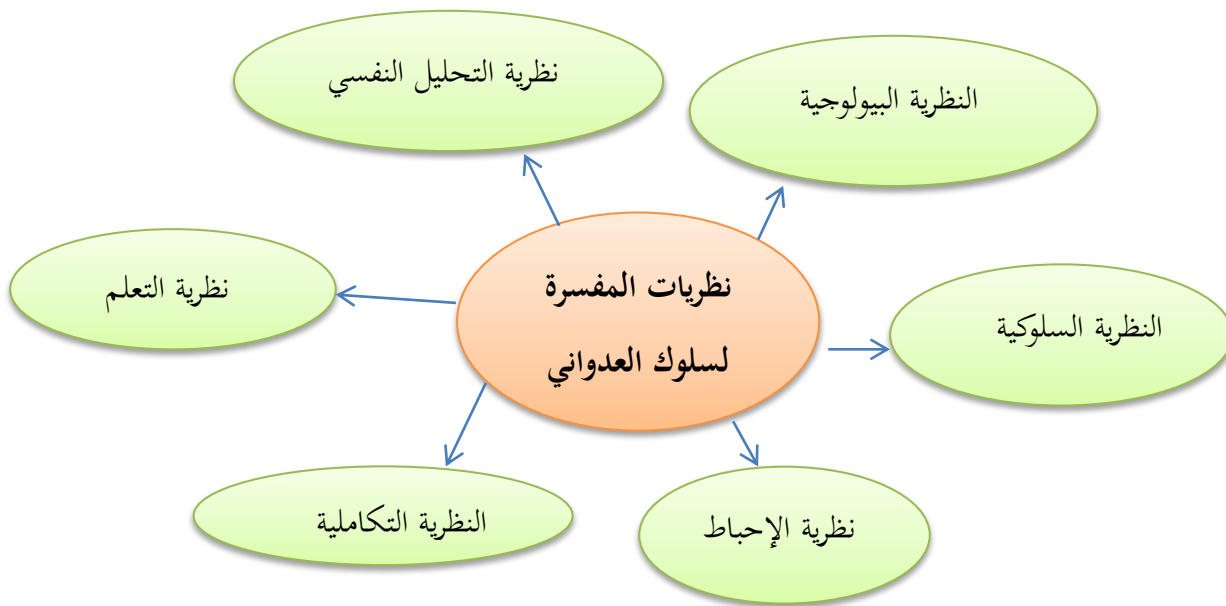 نظرية التحليل النفسي
النظرية البيولوجية
نظريات المفسرة
لسلوك العدواني
نظرية التعلم
النظرية السلوكية
النظرية التكاملية
نظرية الإحباط